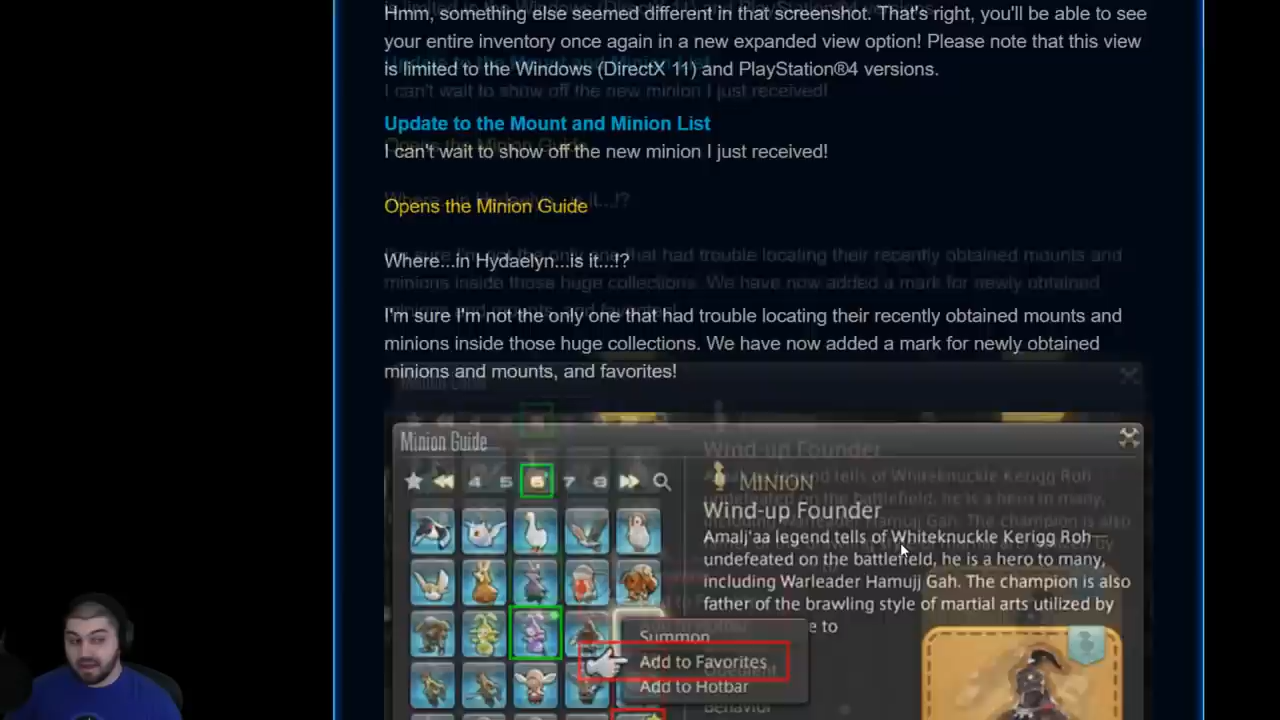 Hmm, something else seemed different in that screenshot. That's right, you'll be able to see
your entire inventory once again in a new expanded view option! Please note that this view
is limited to the Windows (DirectX 11) and PlayStation®4 versions.
Update to the Mount and Minion List
I can't wait to show off the new minion I just received!
Opens the Minion Guide
Where...in Hydaelyn...is it...!?
I'm sure I'm not the only one that had trouble locating their recently obtained mounts and
minions inside those huge collections. We have now added a mark for newly obtained
minions and mounts, and favorites!
Minion Guide
4 5 6 7 8
MINION
Wind-up Founder
Amalj'aa legend tells of Whiteknuckle Kerigg Roh—
undefeated on the battlefield, he is a hero to many,
including Warleader Hamujj Gah. The champion is also
father of the brawling style of martial arts utilized by
to
Summon
Add to Favorites
Add to Hotbar
Behavior